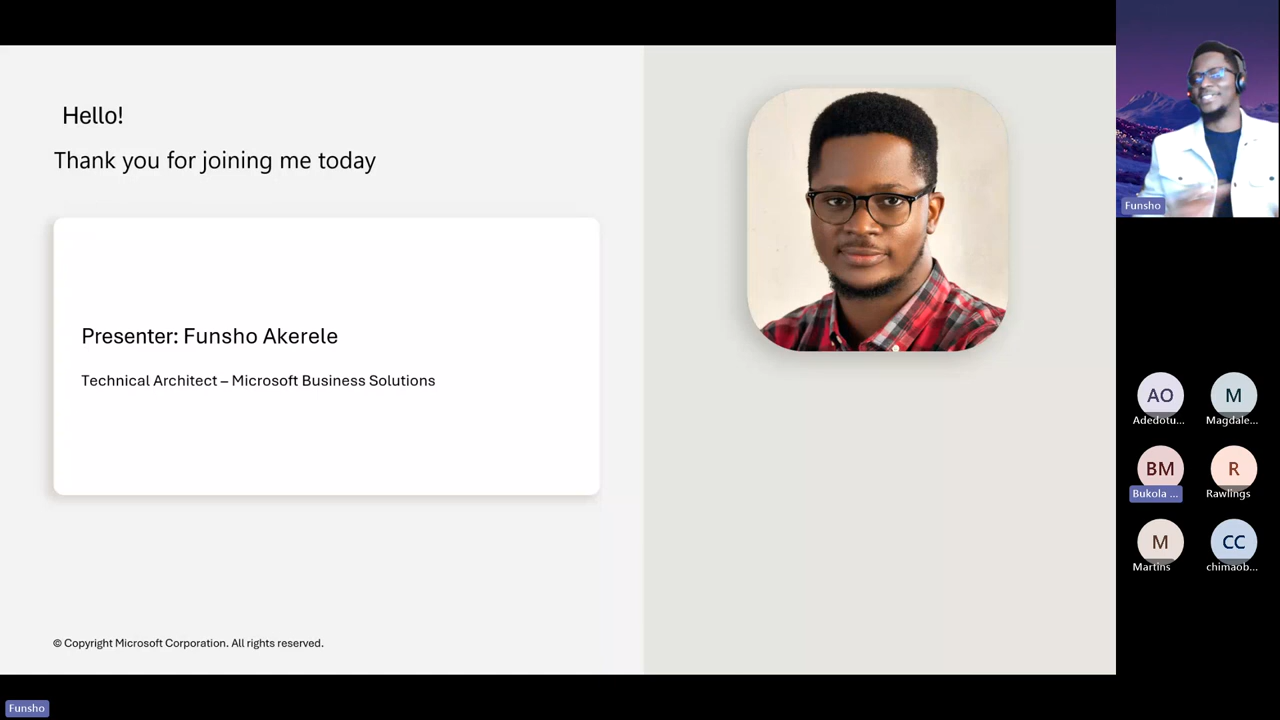 Hello!
Thank you for joining me today
Presenter: Funsho Akerele
Technical Architect – Microsoft Business Solutions
© Copyright Microsoft Corporation. All rights reserved.
Funsho
AO
M
Adedotu...
Magdale...
BM
R
Bukola ...
Rawlings
M
CC
Martins
chimaob...
Funsho